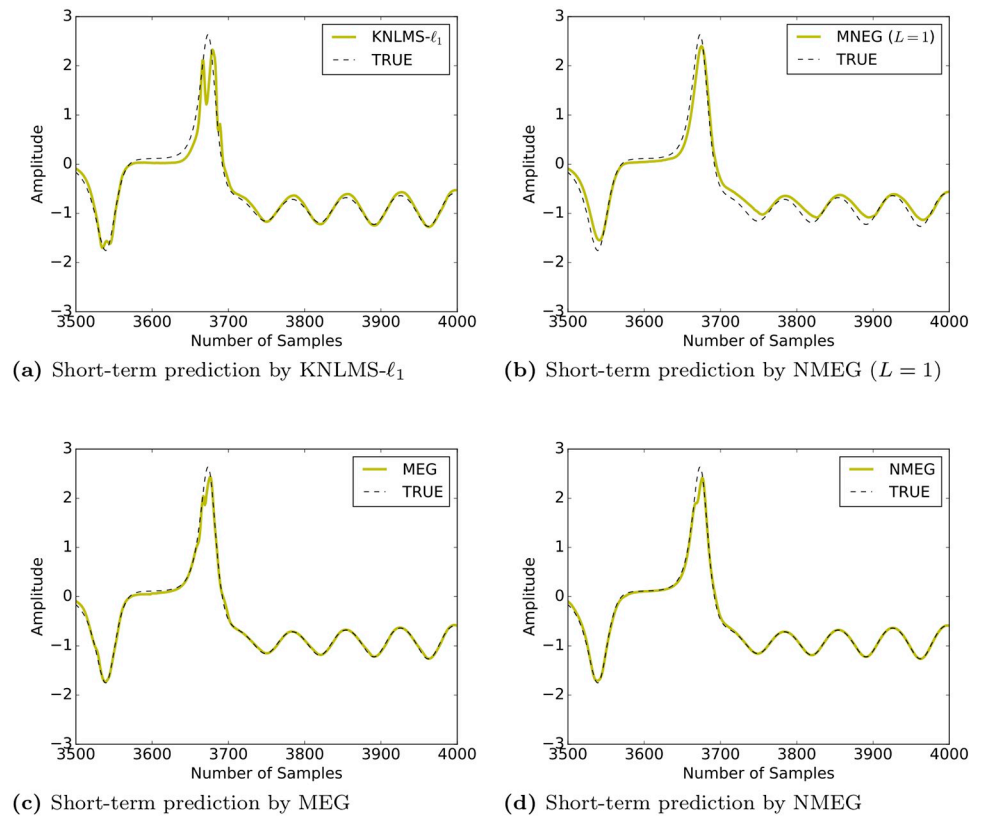 3
2
1
0
−1
−2
−3
Amplitude
KNLMS-ℓ1
TRUE
3500 3600 3700 3800 3900 4000
Number of Samples
(a) Short-term prediction by KNLMS-ℓ1
3
2
1
0
−1
−2
−3
Amplitude
MNEG (L = 1)
TRUE
3500 3600 3700 3800 3900 4000
Number of Samples
(b) Short-term prediction by NMEG (L = 1)
3
2
1
0
−1
−2
−3
Amplitude
MEG
TRUE
3500 3600 3700 3800 3900 4000
Number of Samples
(c) Short-term prediction by MEG
3
2
1
0
−1
−2
−3
Amplitude
NMEG
TRUE
3500 3600 3700 3800 3900 4000
Number of Samples
(d) Short-term prediction by NMEG